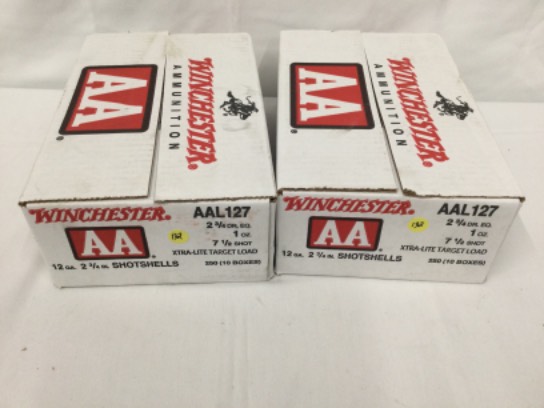 AA
WINCHESTER
AMMUNITION
AA
WINCHESTER
AMMUNITION
WINCHESTER. AAL127
AA
2 3/4 DR. EQ.
1 OZ.
7 1/2 SHOT
XTRA-LITE TARGET LOAD
12 GA. 2 3/4 IN. SHOTSHELLS
250 (10 BOXES)
WINCHESTER. AAL127
AA
2 3/4 DR. EQ.
1 OZ.
7 1/2 SHOT
XTRA-LITE TARGET LOAD
12 GA. 2 3/4 IN. SHOTSHELLS
250 (10 BOXES)